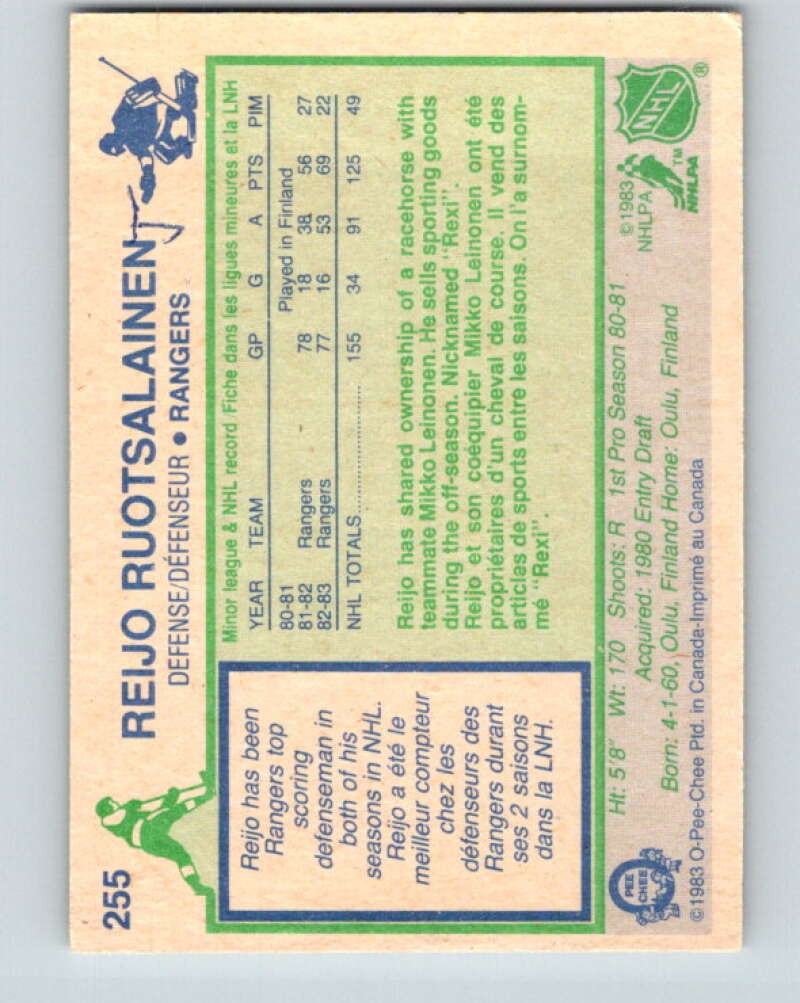 255
REIJO RUOTSALAINEN
DEFENSE/DÉFENSEUR • RANGERS
Reijo has been
Rangers top
scoring
defenseman in
both of his
seasons in NHL.
Reijo a été le
meilleur compteur
chez les
défenseurs des
Rangers durant
ses 2 saisons
dans la LNH.
Minor league & NHL record/Fiche dans les ligues mineures et la LNH
YEAR TEAM GP G A PTS PIM
80-81 Played in Finland
81-82 Rangers 78 18 38 56 27
82-83 Rangers 77 16 53 69 22
NHL TOTALS 155 34 91 125 49
Reijo has shared ownership of a racehorse with
teammate Mikko Leinonen. He sells sporting goods
during the off-season. Nicknamed "Rexi".
Reijo et son coéquipier Mikko Leinonen ont été
propriétaires d'un cheval de course. Il vend des
articles de sports entre les saisons. On l'a surnom-
mé "Rexi".
Ht: 5'8" Wt: 170 Shoots: R 1st Pro Season 80-81
Acquired: 1980 Entry Draft
Born: 4-1-60, Oulu, Finland Home: Oulu, Finland
©1983 O-Pee-Chee Ptd. in Canada-Imprimé au Canada
O
PEE
CHEE
©1983
NHLPA
NHLPA
TM
NHL
®